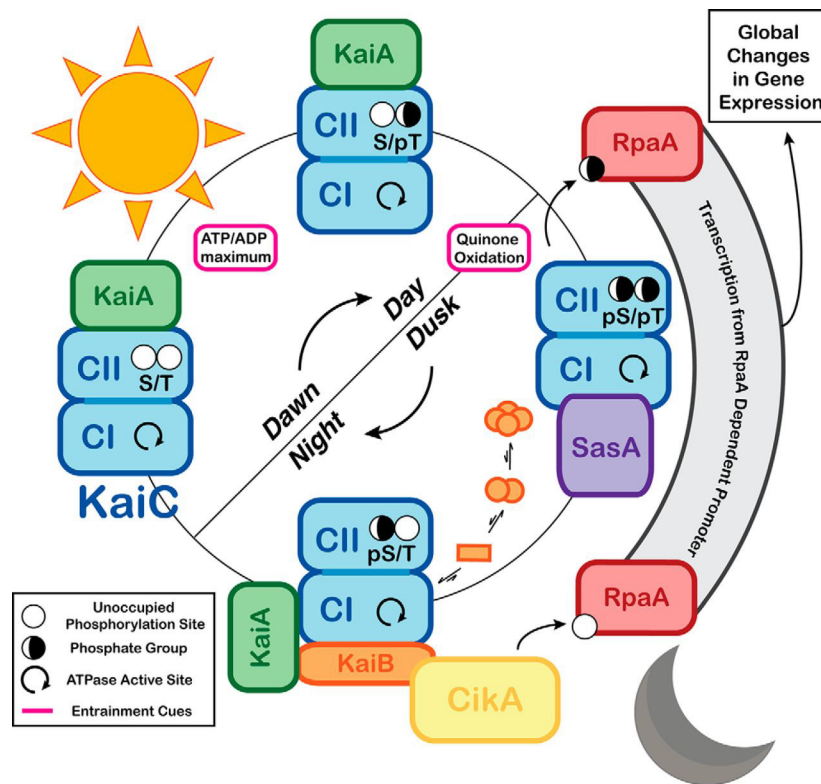 KaiA
CII
S/pT
CI
Global
Changes
in Gene
Expression
RpaA
ATP/ADP
maximum
Quinone
Oxidation
KaiA
CII
S/T
CI
KaiC
Day
Dusk
Dawn
Night
CII
pS/pT
CI
SasA
Transcription from RpaA Dependent Promoter
CII
pS/T
CI
KaiA
KaiB
CikA
RpaA
Unoccupied
Phosphorylation Site
Phosphate Group
ATPase Active Site
Entrainment Cues